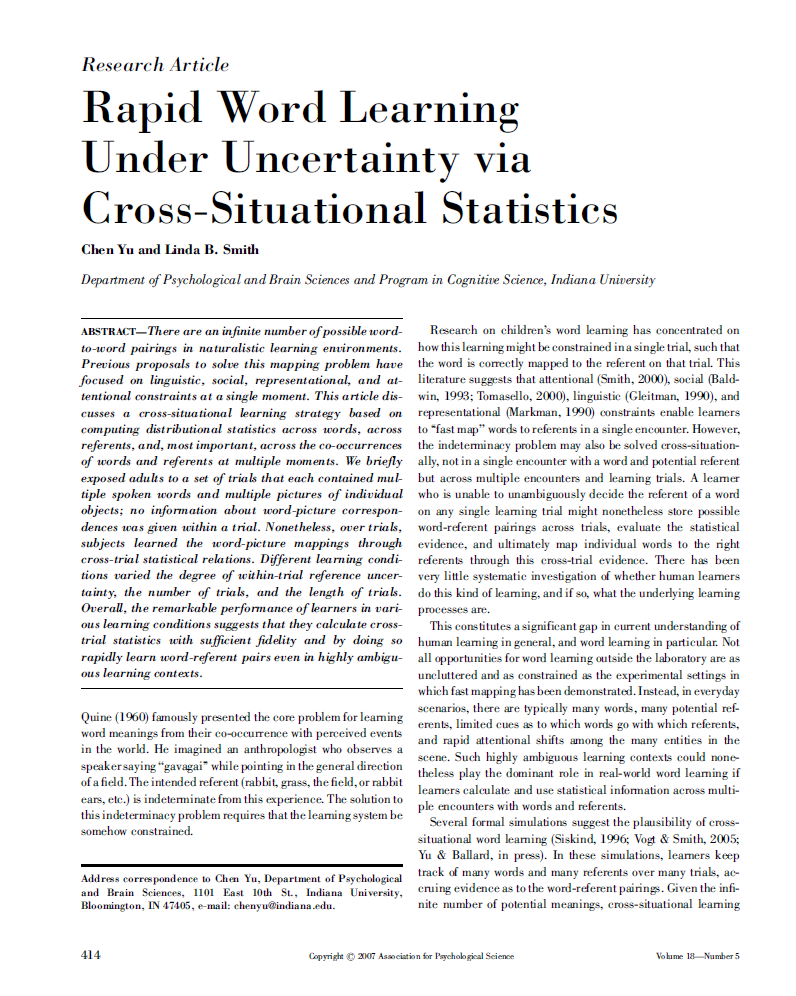 Research Article
Rapid Word Learning
Under Uncertainty via
Cross-Situational Statistics
Chen Yu and Linda B. Smith
Department of Psychological and Brain Sciences and Program in Cognitive Science, Indiana University
ABSTRACT—There are an infinite number of possible word-
to-word pairings in naturalistic learning environments.
Previous proposals to solve this mapping problem have
focused on linguistic, social, representational, and at-
tentional constraints at a single moment. This article dis-
cusses a cross-situational learning strategy based on
computing distributional statistics across words, across
referents, and, most important, across the co-occurrences
of words and referents at multiple moments. We briefly
exposed adults to a set of trials that each contained mul-
tiple spoken words and multiple pictures of individual
objects; no information about word-picture correspon-
dences was given within a trial. Nonetheless, over trials,
subjects learned the word-picture mappings through
cross-trial statistical relations. Different learning condi-
tions varied the degree of within-trial reference uncer-
tainty, the number of trials, and the length of trials.
Overall, the remarkable performance of learners in vari-
ous learning conditions suggests that they calculate cross-
trial statistics with sufficient fidelity and by doing so
rapidly learn word-referent pairs even in highly ambigu-
ous learning contexts.
Quine (1960) famously presented the core problem for learning
word meanings from their co-occurrence with perceived events
in the world. He imagined an anthropologist who observes a
speaker saying “gavagai” while pointing in the general direction
of a field. The intended referent (rabbit, grass, the field, or rabbit
ears, etc.) is indeterminate from this experience. The solution to
this indeterminacy problem requires that the learning system be
somehow constrained.
Address correspondence to Chen Yu, Department of Psychological
and Brain Sciences, 1101 East 10th St., Indiana University,
Bloomington, IN 47405, e-mail: chenyu@indiana.edu.
Research on children’s word learning has concentrated on
how this learning might be constrained in a single trial, such that
the word is correctly mapped to the referent on that trial. This
literature suggests that attentional (Smith, 2000), social (Bald-
win, 1993; Tomasello, 2000), linguistic (Gleitman, 1990), and
representational (Markman, 1990) constraints enable learners
to “fast map” words to referents in a single encounter. However,
the indeterminacy problem may also be solved cross-situation-
ally, not in a single encounter with a word and potential referent
but across multiple encounters and learning trials. A learner
who is unable to unambiguously decide the referent of a word
on any single learning trial might nonetheless store possible
word-referent pairings across trials, evaluate the statistical
evidence, and ultimately map individual words to the right
referents through this cross-trial evidence. There has been
very little systematic investigation of whether human learners
do this kind of learning, and if so, what the underlying learning
processes are.
This constitutes a significant gap in current understanding of
human learning in general, and word learning in particular. Not
all opportunities for word learning outside the laboratory are as
uncluttered and as constrained as the experimental settings in
which fast mapping has been demonstrated. Instead, in everyday
scenarios, there are typically many words, many potential ref-
erents, limited cues as to which words go with which referents,
and rapid attentional shifts among the many entities in the
scene. Such highly ambiguous learning contexts could none-
theless play the dominant role in real-world word learning if
learners calculate and use statistical information across multi-
ple encounters with words and referents.
Several formal simulations suggest the plausibility of cross-
situational word learning (Siskind, 1996; Vogt & Smith, 2005;
Yu & Ballard, in press). In these simulations, learners keep
track of many words and many referents over many trials, ac-
cruing evidence as to the word-referent pairings. Given the infi-
nite number of potential meanings, cross-situational learning
414
Copyright © 2007 Association for Psychological Science
Volume 18—Number 5